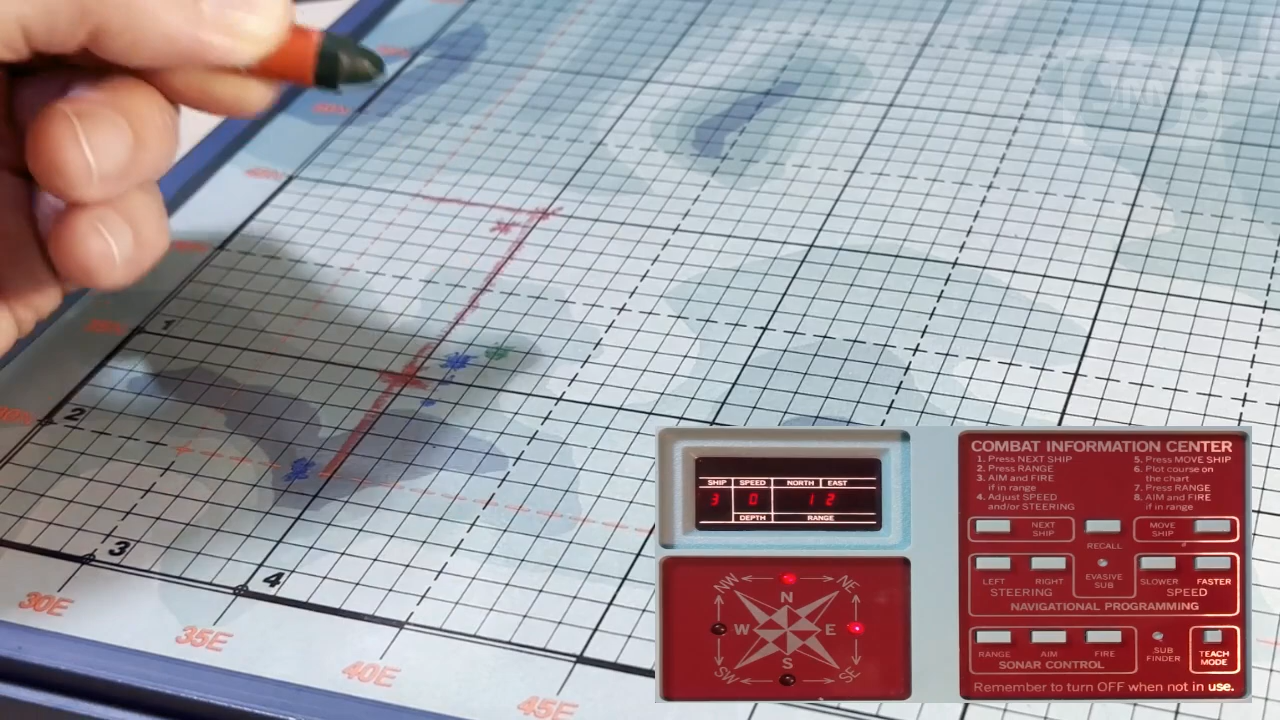 1
2
3
4
30E
35E
40E
45E
SHIP SPEED NORTH EAST
3 0 12
DEPTH RANGE
NW N NE
W E
SW S SE
COMBAT INFORMATION CENTER
1. Press NEXT SHIP
2. Press RANGE
3. AIM and FIRE
if in range
4. Adjust SPEED
and/or STEERING
5. Press MOVE SHIP
6. Plot course on
the chart
7. Press RANGE
8. AIM and FIRE
if in range
NEXT SHIP
RECALL
MOVE SHIP
LEFT RIGHT
STEERING
EVASIVE SUB
SLOWER FASTER
SPEED
NAVIGATIONAL PROGRAMMING
RANGE AIM FIRE
SONAR CONTROL
SUB FINDER
TEACH MODE
Remember to turn OFF when not in use.